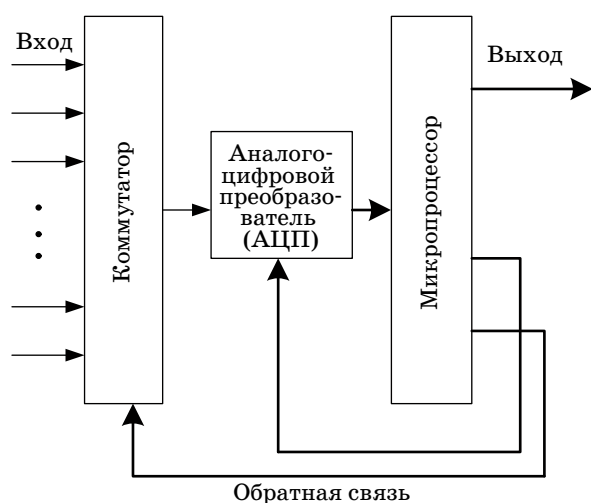 Вход
Выход
Коммутатор
Аналого-
цифровой
преобразо-
ватель
(АЦП)
Микропроцессор
Обратная связь